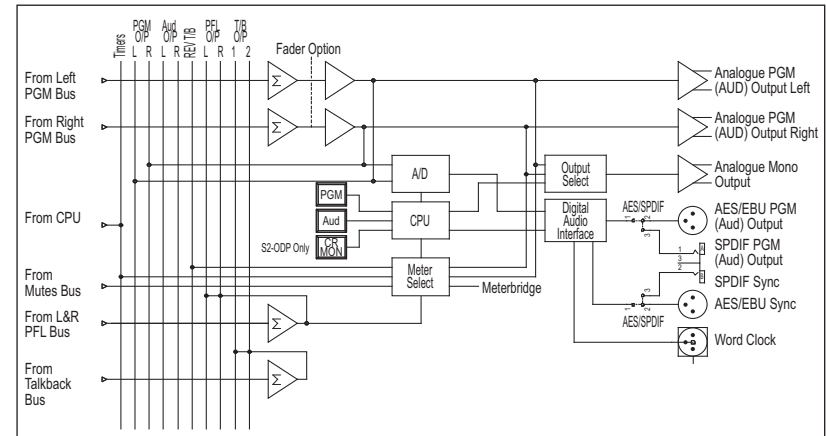 Timers
PGM
O/P
L R
Aud
O/P
L R
REV T/B
PFL
O/P
L R
T/B
O/P
1 2
Fader Option
From Left
PGM Bus
Σ
Analogue PGM
(AUD) Output Left
From Right
PGM Bus
Σ
Analogue PGM
(AUD) Output Right
A/D
Output
Select
Analogue Mono
Output
PGM
Aud
CR
MON
S2-ODP Only
From CPU
CPU
Digital
Audio
Interface
AES/SPDIF
1 2
3
AES/EBU PGM
(Aud) Output
1
3
2
SPDIF PGM
(Aud) Output
SPDIF Sync
From
Mutes Bus
Meter
Select
Meterbridge
1 2
3
AES/SPDIF
AES/EBU Sync
From L&R
PFL Bus
Σ
Word Clock
From
Talkback
Bus
Σ